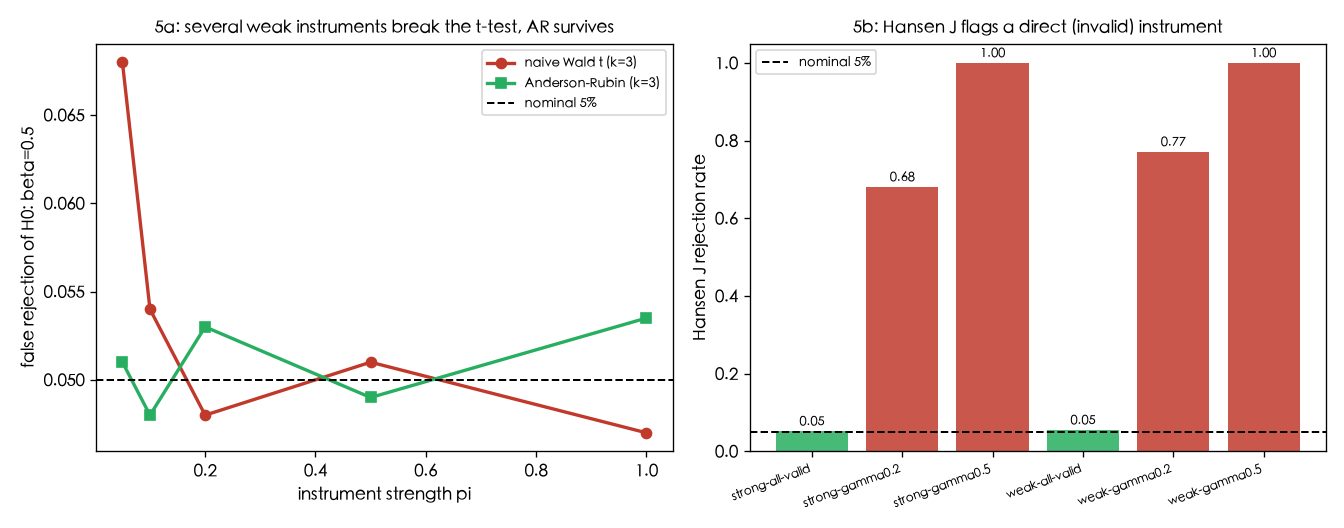 5a: several weak instruments break the t-test, AR survives
naive Wald t (k=3)
Anderson-Rubin (k=3)
nominal 5%
false rejection of H0: beta=0.5
0.065
0.060
0.055
0.050
0.2
0.4
0.6
0.8
1.0
instrument strength pi
5b: Hansen J flags a direct (invalid) instrument
nominal 5%
Hansen J rejection rate
1.0
0.8
0.6
0.4
0.2
0.0
0.05
0.68
1.00
0.05
0.77
1.00
strong-all-valid
strong-gamma0.2
strong-gamma0.5
weak-all-valid
weak-gamma0.2
weak-gamma0.5